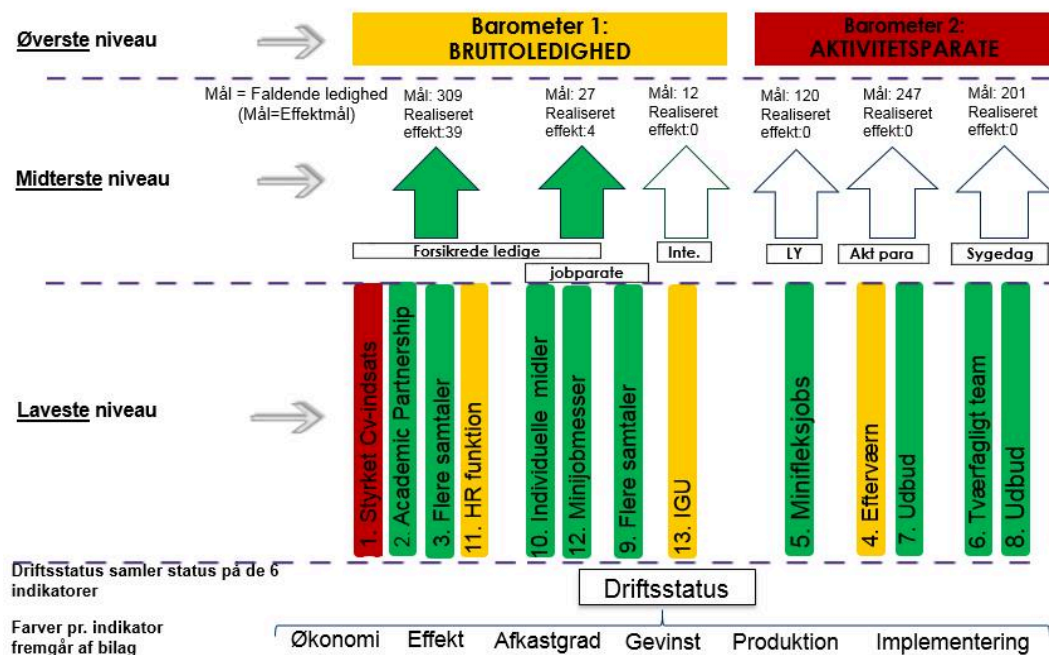 Øverste niveau
Barometer 1:
BRUTTOLEDIGHED
Barometer 2:
AKTIVITETSPARATE
Mål = Faldende ledighed
(Mål=Effektmål)
Mål: 309
Realiseret
effekt:39
Mål: 27
Realiseret
effekt:4
Mål: 12
Realiseret
effekt:0
Mål: 120
Realiseret
effekt:0
Mål: 247
Realiseret
effekt:0
Mål: 201
Realiseret
effekt:0
Midterste niveau
Forsikrede ledige
jobparate
Inte.
LY
Akt para
Sygedag
Laveste niveau
1. Styrket Cv-indsats
2. Academic Partnership
3. Flere samtaler
11. HR funktion
10. Individuelle midler
12. Minijobmesser
9. Flere samtaler
13. IGU
5. Minifleksjobs
4. Efterværn
7. Udbud
6. Tværfagligt team
8. Udbud
Driftsstatus samler status på de 6
indikatorer
Driftsstatus
Farver pr. indikator
fremgår af bilag
Økonomi Effekt Afkastgrad Gevinst Produktion Implementering